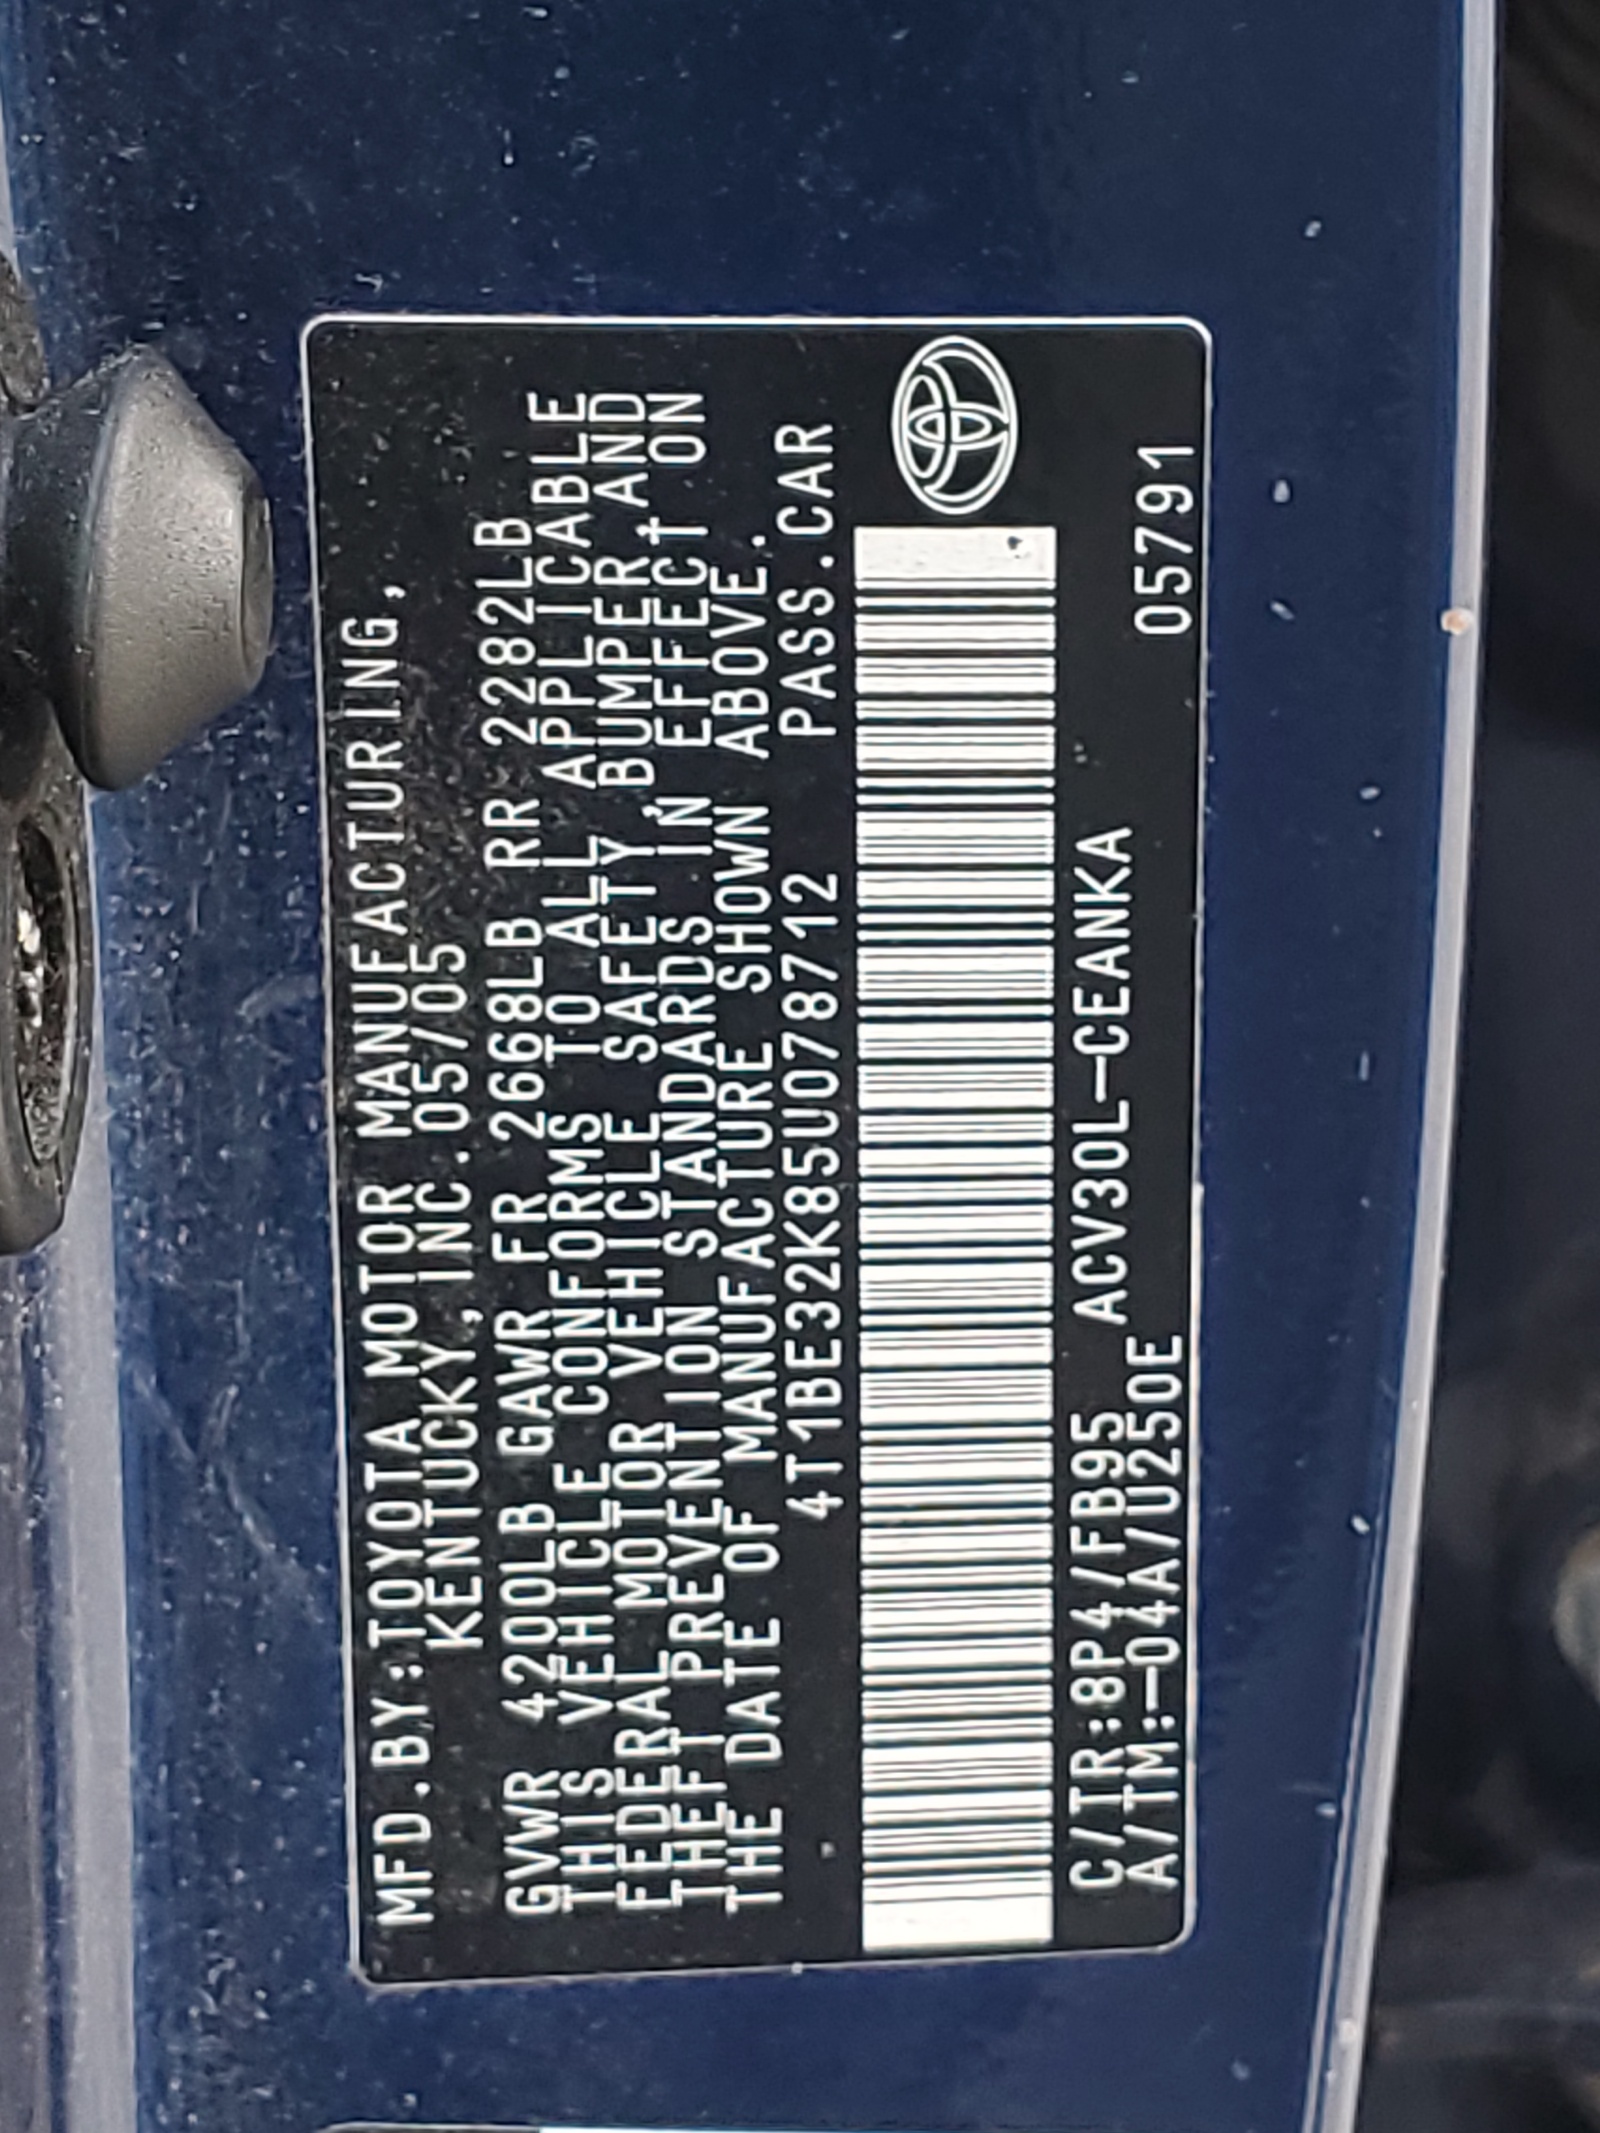 MFD.BY:TOYOTA MOTOR MANUFACTURING,
KENTUCKY,INC.05/05
GVWR 4200LB GAWR FR 2668LB RR 2282LB
THIS VEHICLE CONFORMS TO ALL APPLICABLE
FEDERAL MOTOR VEHICLE SAFETY,BUMPER,AND
THEFT PREVENTION STANDARDS IN EFFECT ON
THE DATE OF MANUFACTURE SHOWN ABOVE.
4T1BE32K85U078712 PASS.CAR
C/TR:8P4/FB95 ACV30L-CEANKA
A/TM:-04A/U250E 05791